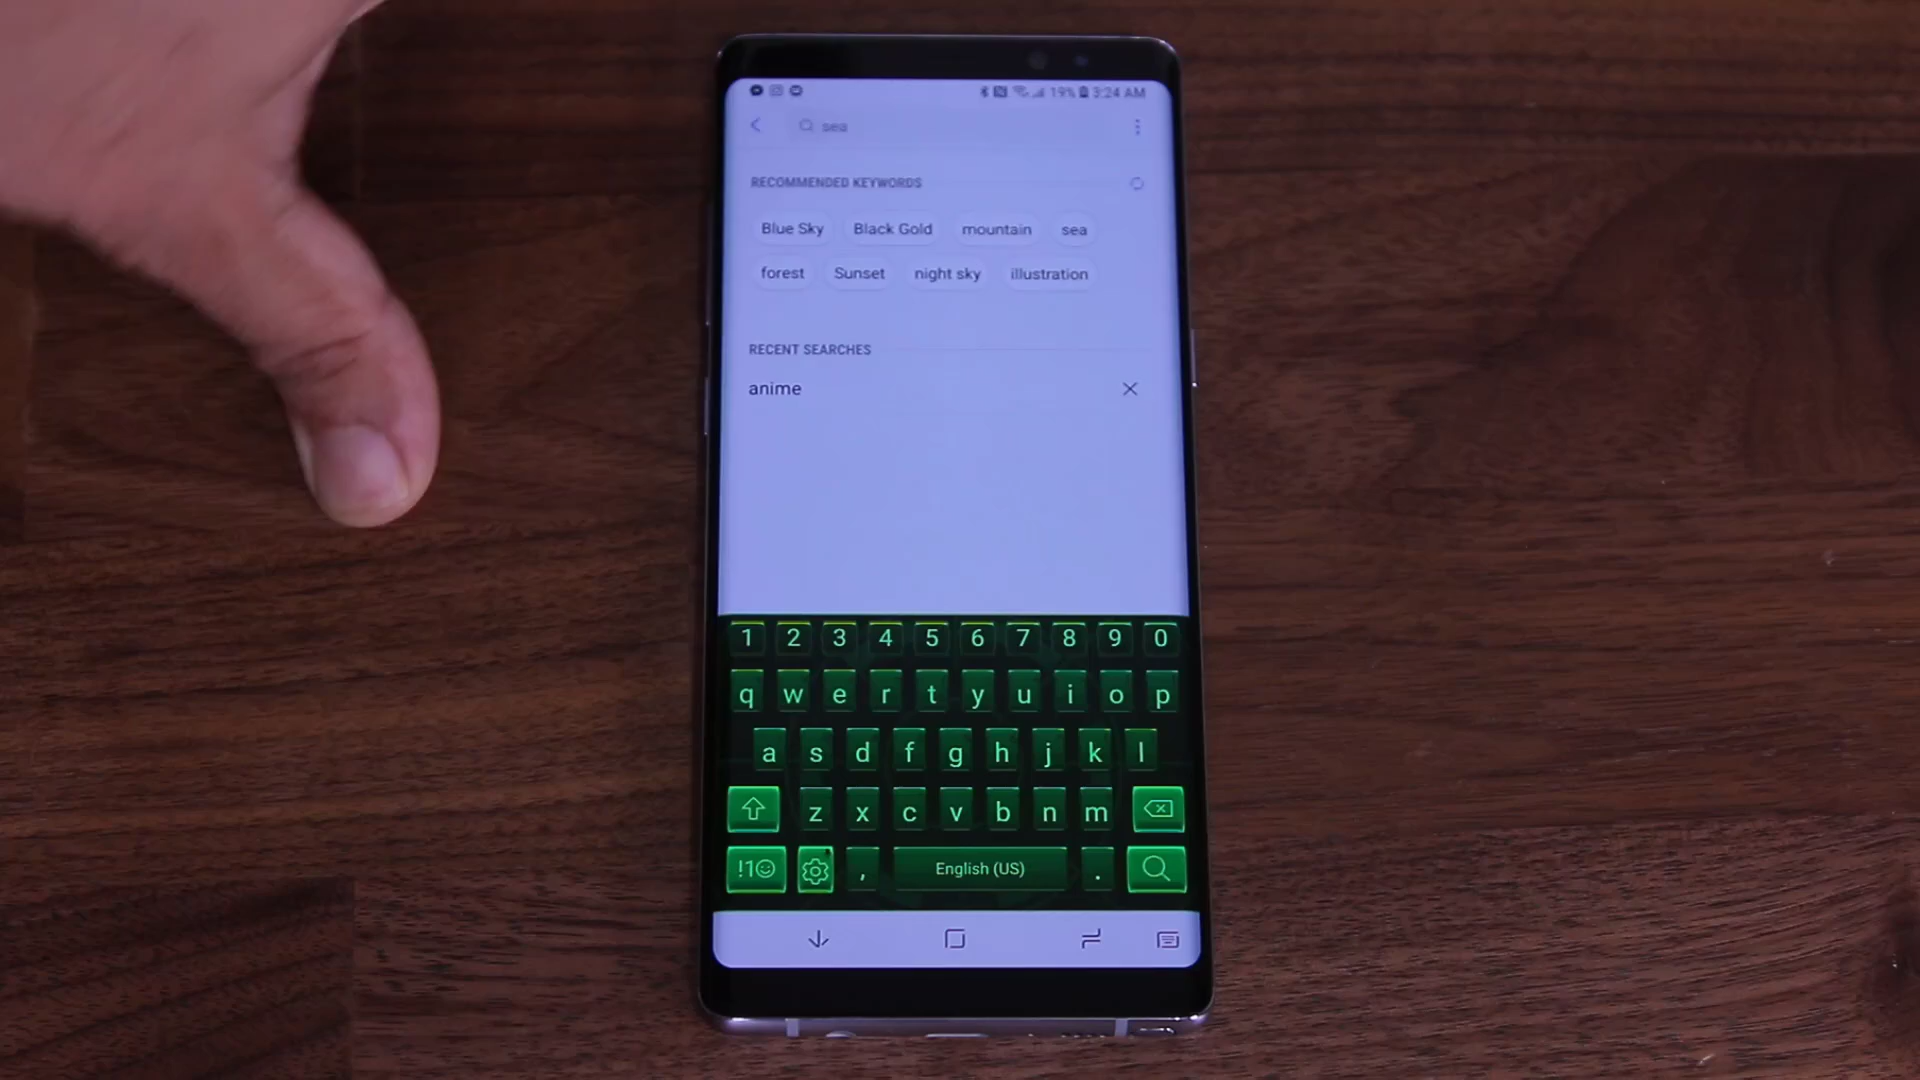 19% 3:24 AM
sea
RECOMMENDED KEYWORDS
Blue Sky Black Gold mountain sea
forest Sunset night sky illustration
RECENT SEARCHES
anime
1 2 3 4 5 6 7 8 9 0
q w e r t y u i o p
a s d f g h j k l
z x c v b n m
!1☺ , English (US) .